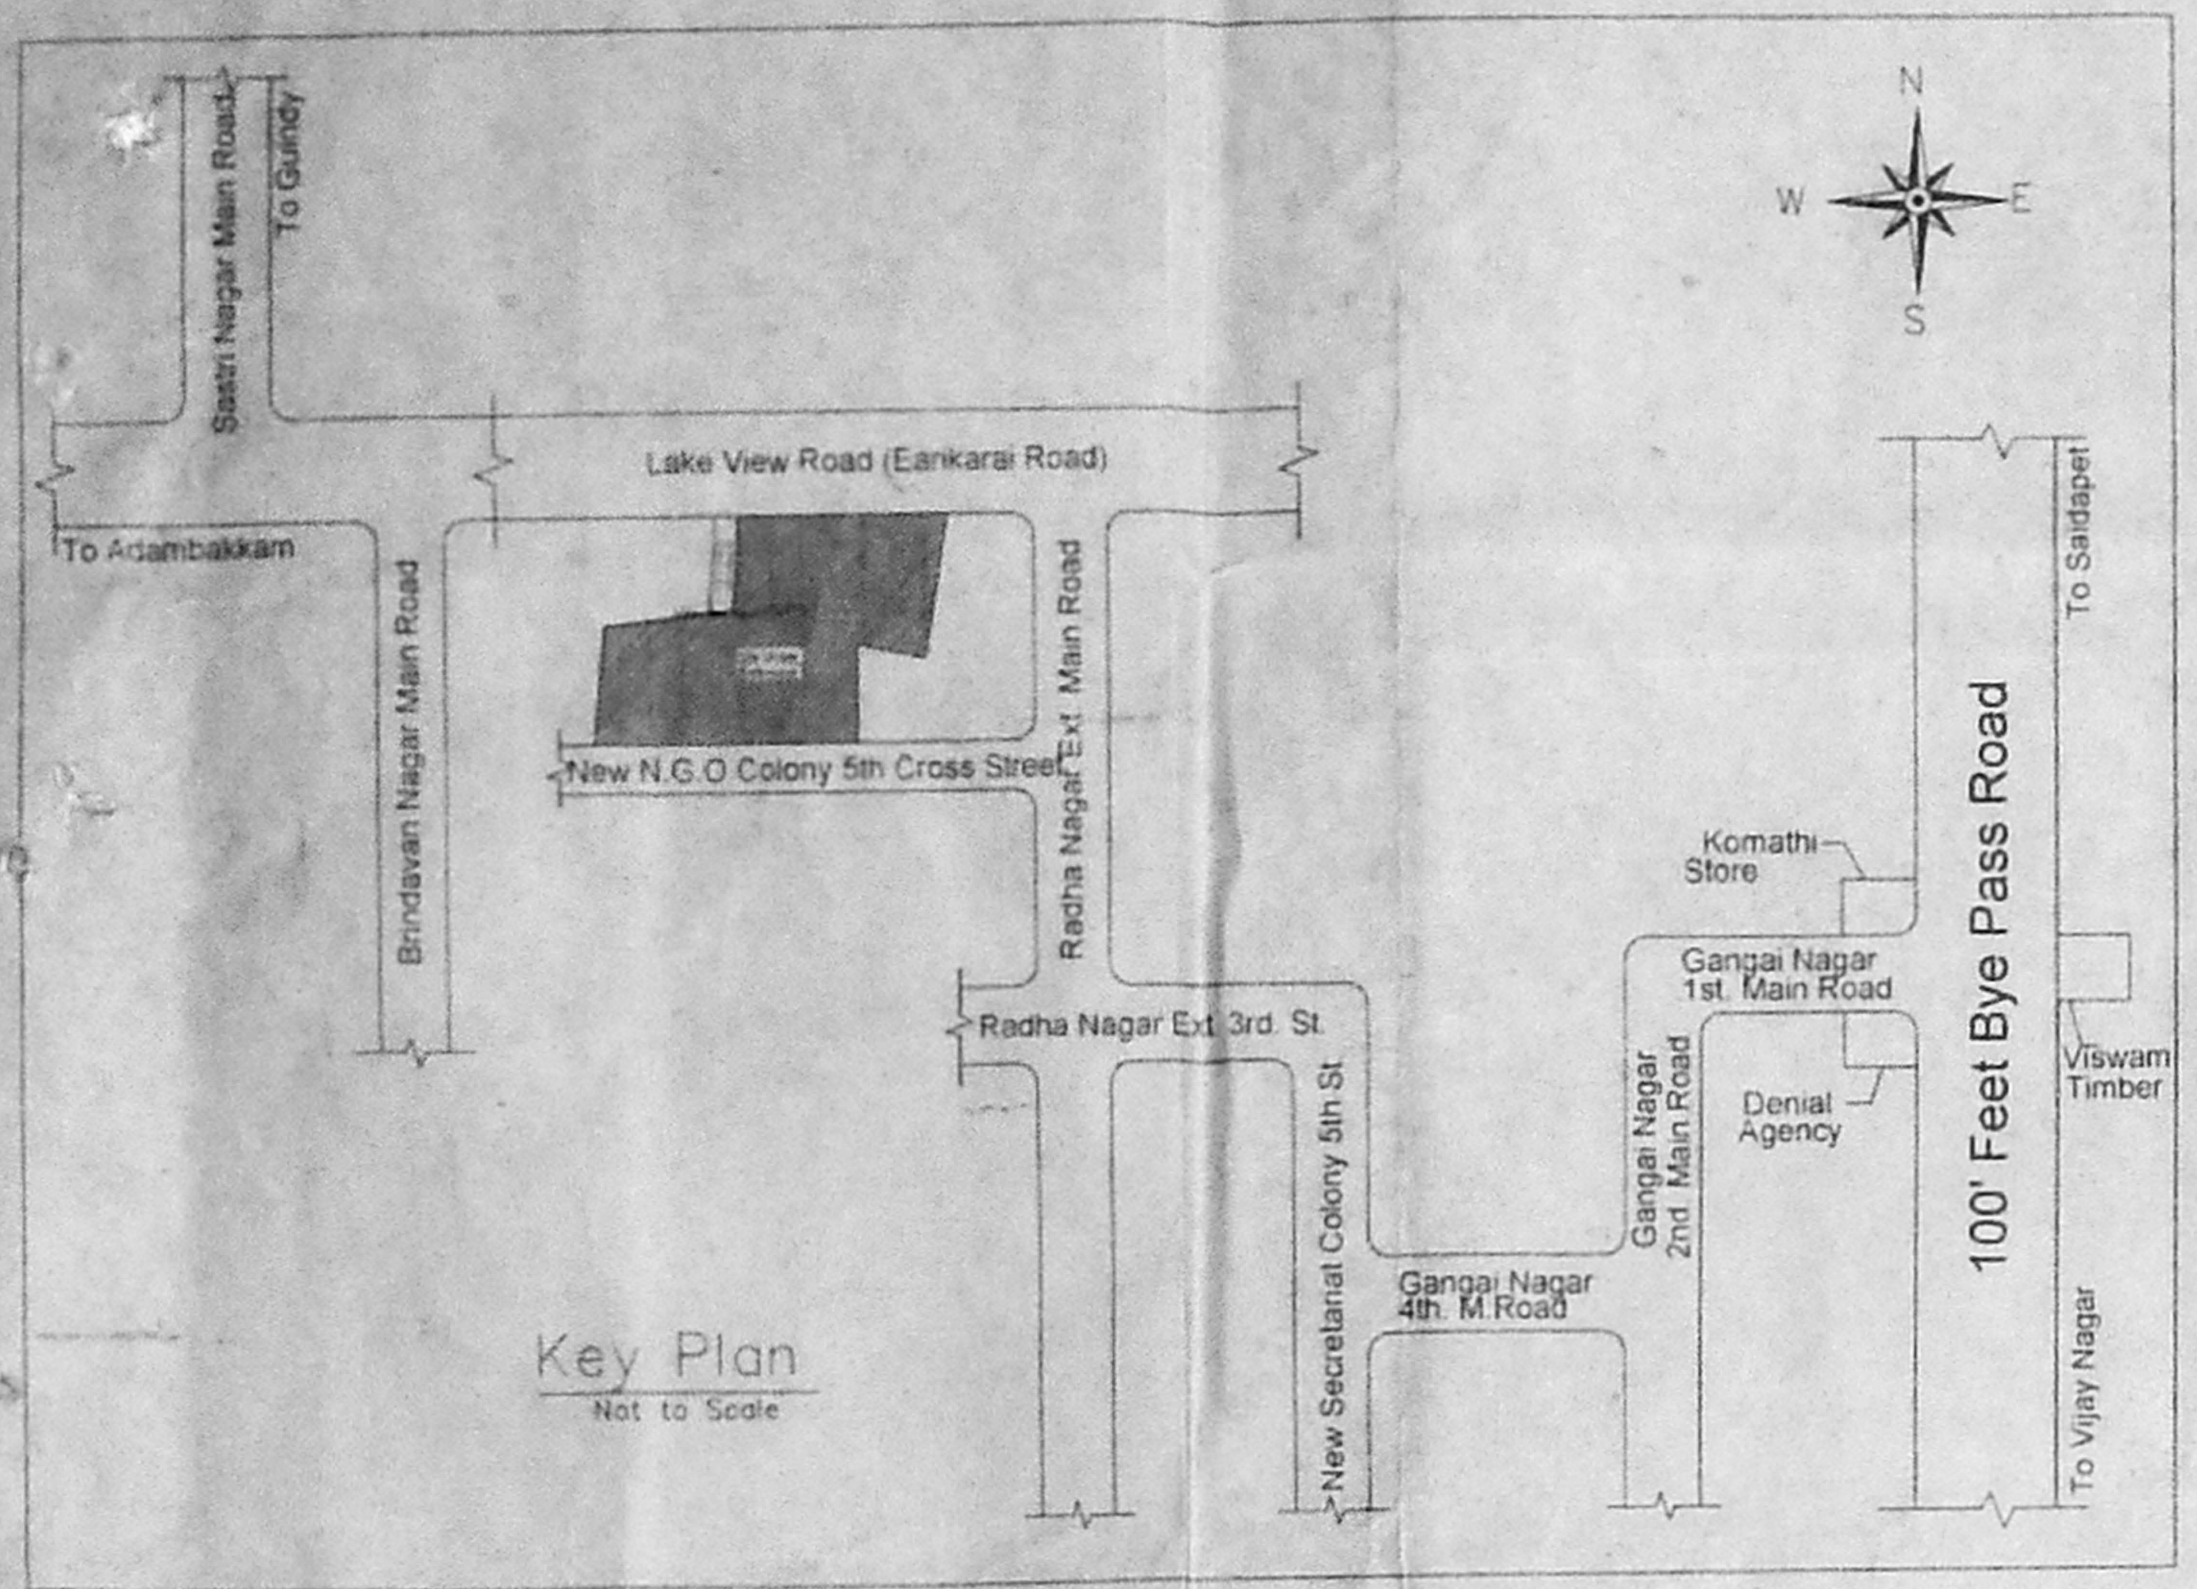 N
W
E
S
Sastri Nagar Main Road
To Guindy
Lake View Road (Earikarai Road)
To Adambakkam
Brindavan Nagar Main Road
New N.G.O Colony 5th Cross Street
Radha Nagar Ext. Main Road
Radha Nagar Ext. 3rd. St.
New Secretariat Colony 5th St
Gangai Nagar
4th. M.Road
Gangai Nagar
2nd. Main Road
Gangai Nagar
1st. Main Road
Komathi
Store
Denial
Agency
100' Feet Bye Pass Road
To Saidapet
Viswam
Timber
To Vijay Nagar
Key Plan
Not to Scale